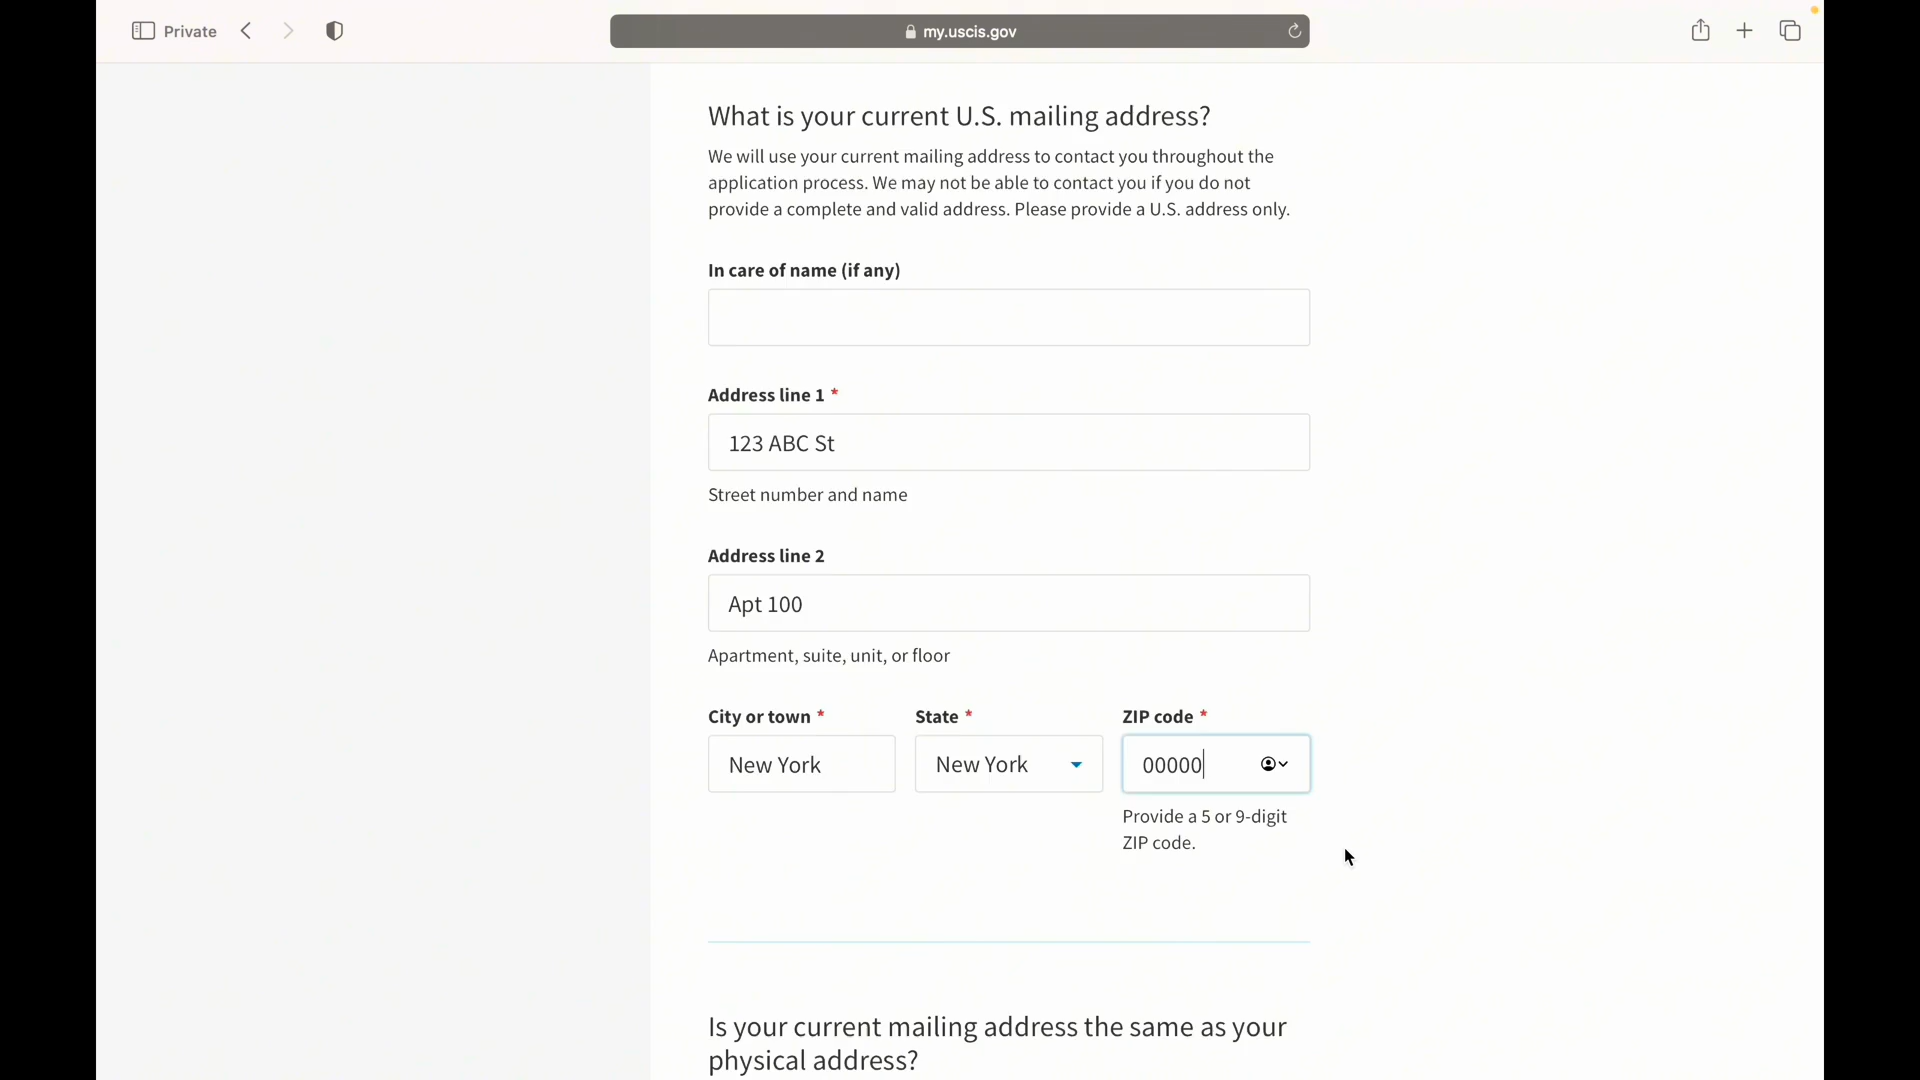 Private
my.uscis.gov
What is your current U.S. mailing address?
We will use your current mailing address to contact you throughout the
application process. We may not be able to contact you if you do not
provide a complete and valid address. Please provide a U.S. address only.
In care of name (if any)
Address line 1 *
123 ABC St
Street number and name
Address line 2
Apt 100
Apartment, suite, unit, or floor
City or town * State * ZIP code *
New York New York 00000
Provide a 5 or 9-digit
ZIP code.
Is your current mailing address the same as your
physical address?